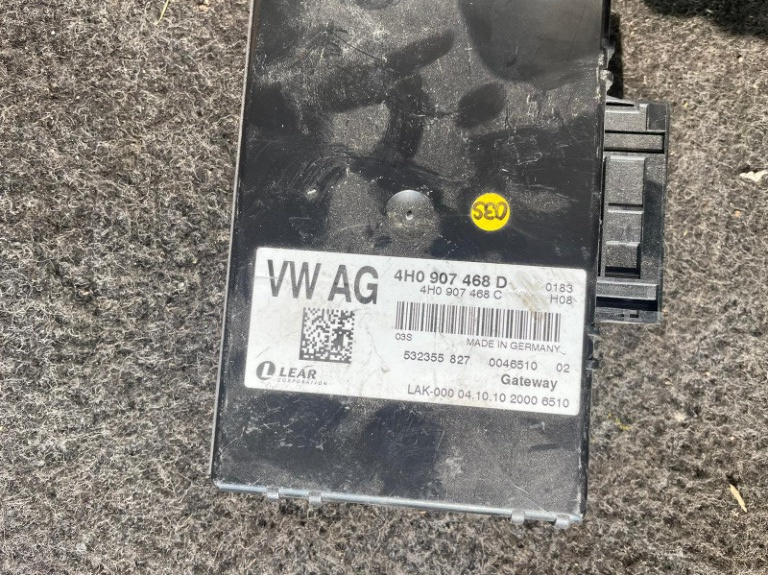 03S
VW AG
4H0 907 468 D
0183
4H0 907 468 C
H08
03S
MADE IN GERMANY
532355 827 0046510 02
LEAR
CORPORATION
Gateway
LAK-000 04.10.10 2000 6510